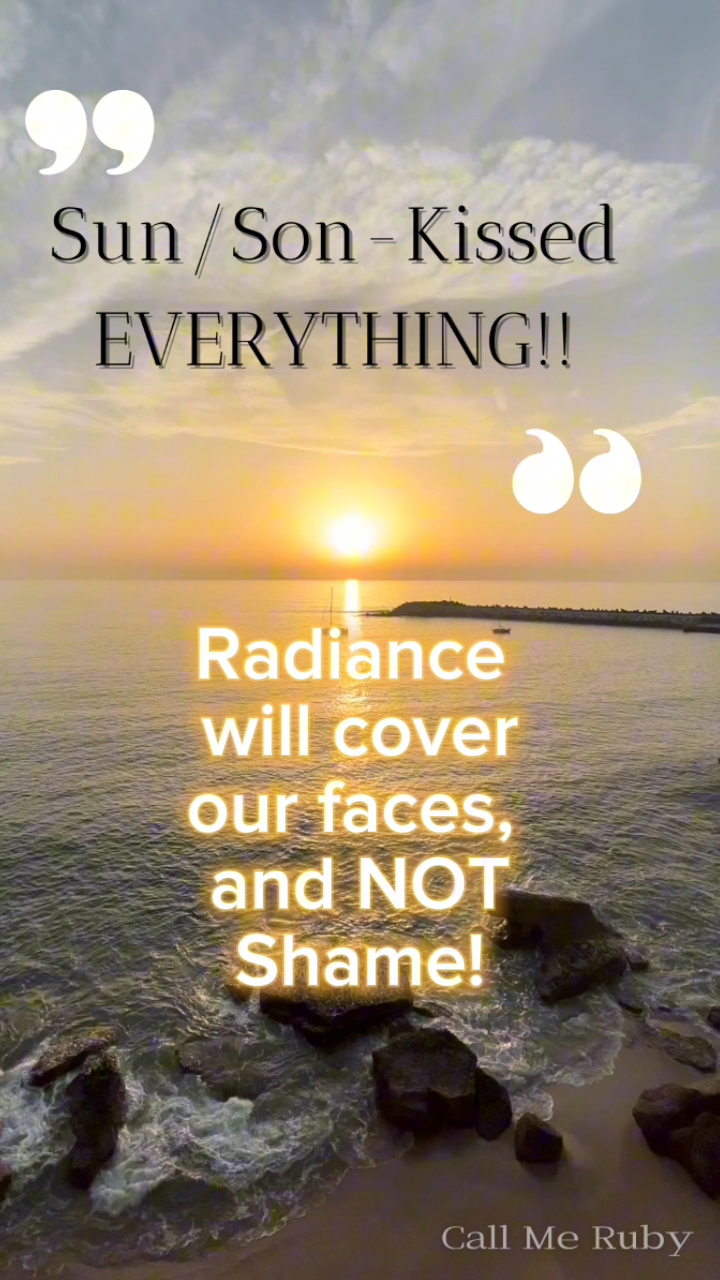 Sun/Son-Kissed
EVERYTHING!!
Radiance
will cover
our faces,
and NOT
Shame!
Call Me Ruby